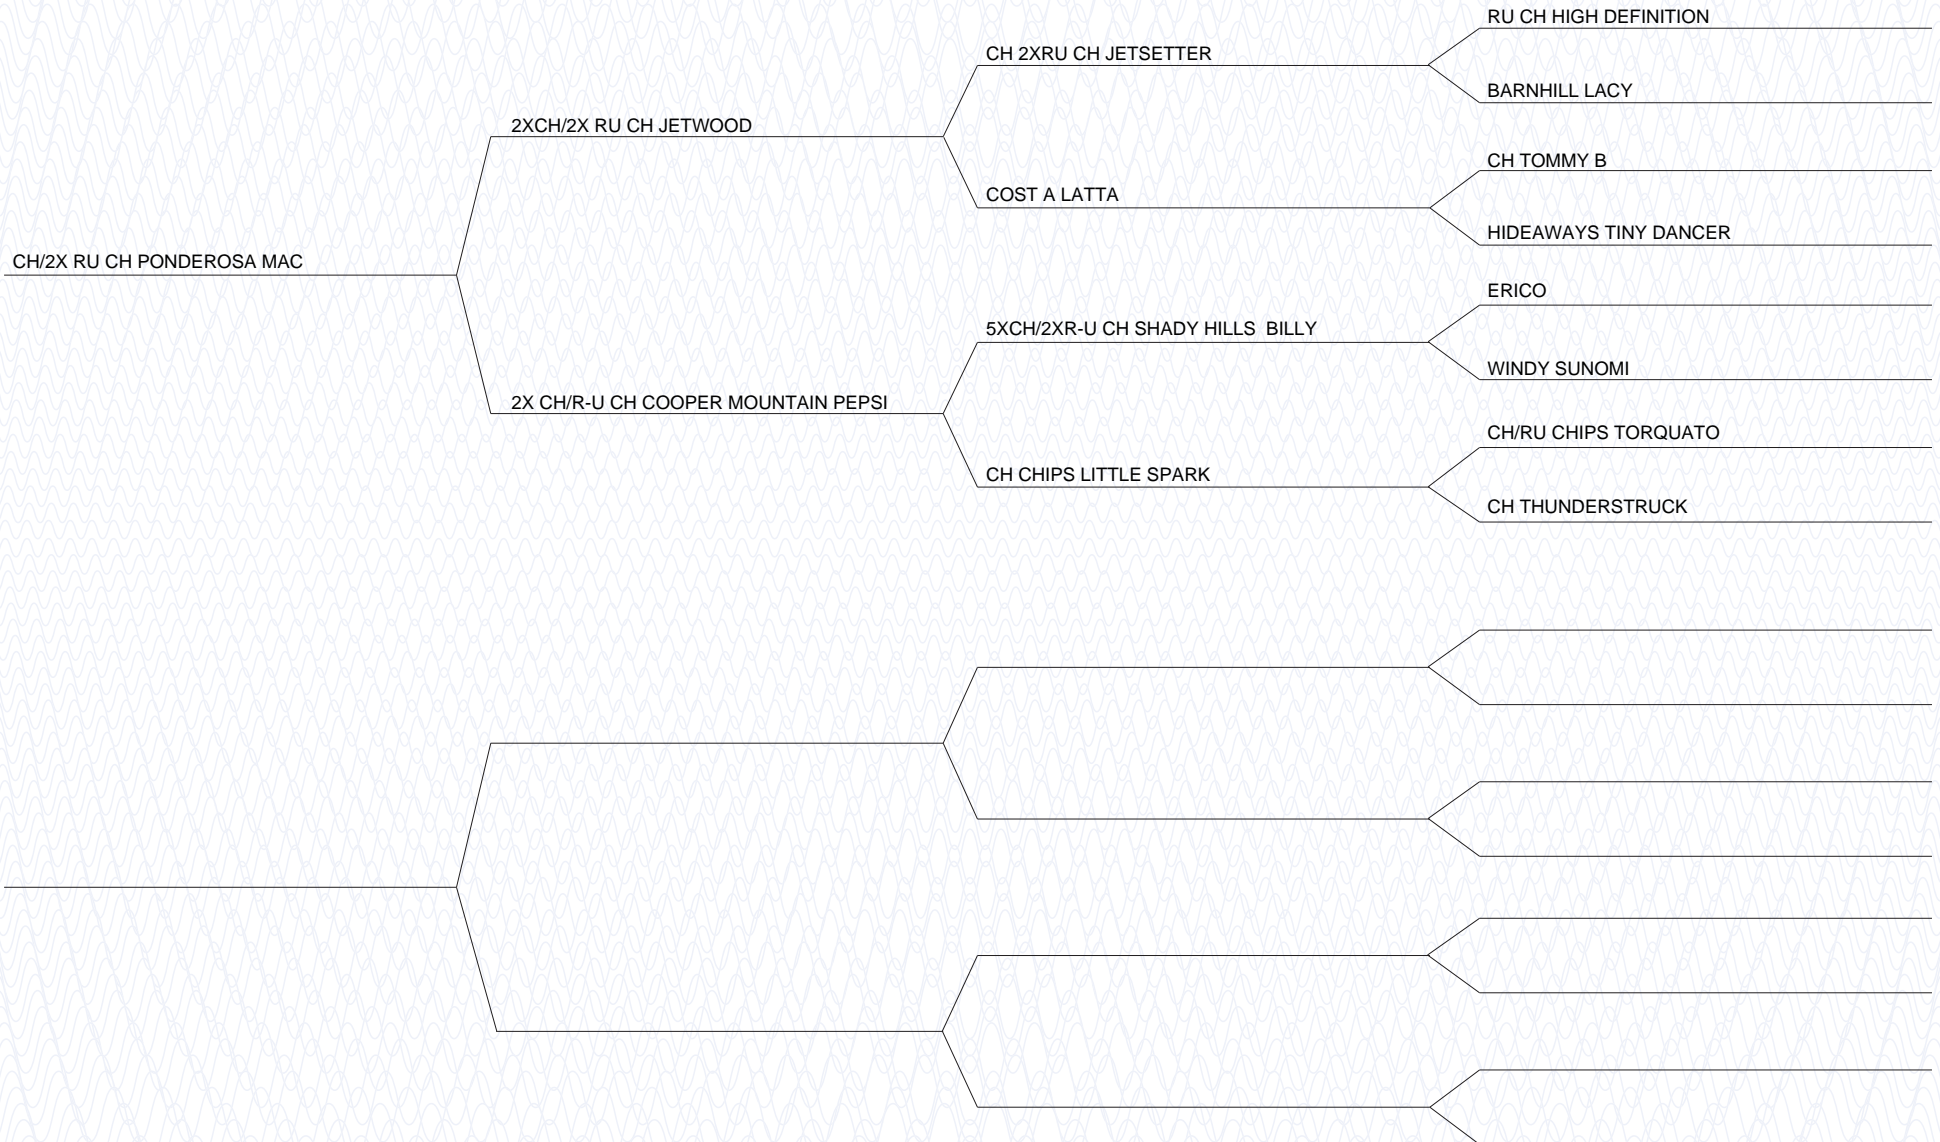 RU CH HIGH DEFINITION
CH 2XRU CH JETSETTER
BARNHILL LACY
2XCH/2X RU CH JETWOOD
CH TOMMY B
COST A LATTA
HIDEAWAYS TINY DANCER
CH/2X RU CH PONDEROSA MAC
ERICO
5XCH/2XR-U CH SHADY HILLS  BILLY
WINDY SUNOMI
2X CH/R-U CH COOPER MOUNTAIN PEPSI
CH/RU CHIPS TORQUATO
CH CHIPS LITTLE SPARK
CH THUNDERSTRUCK